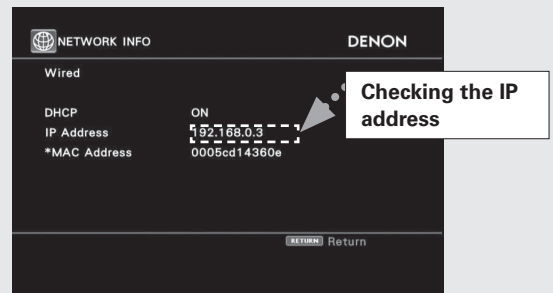 NETWORK INFO
DENON
Wired
Checking the IP
address
DHCP ON
IP Address 192.168.0.3
*MAC Address 0005cd14360e
RETURN Return